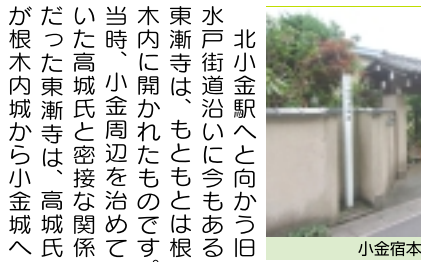 北小金駅へと向かう旧
水戸街道沿いに今もある
東漸寺は、もともとは根
木内に開かれたものです。
当時、小金周辺を治めて
いた高城氏と密接な関係
だった東漸寺は、高城氏
が根木内城から小金城へ
小金宿本